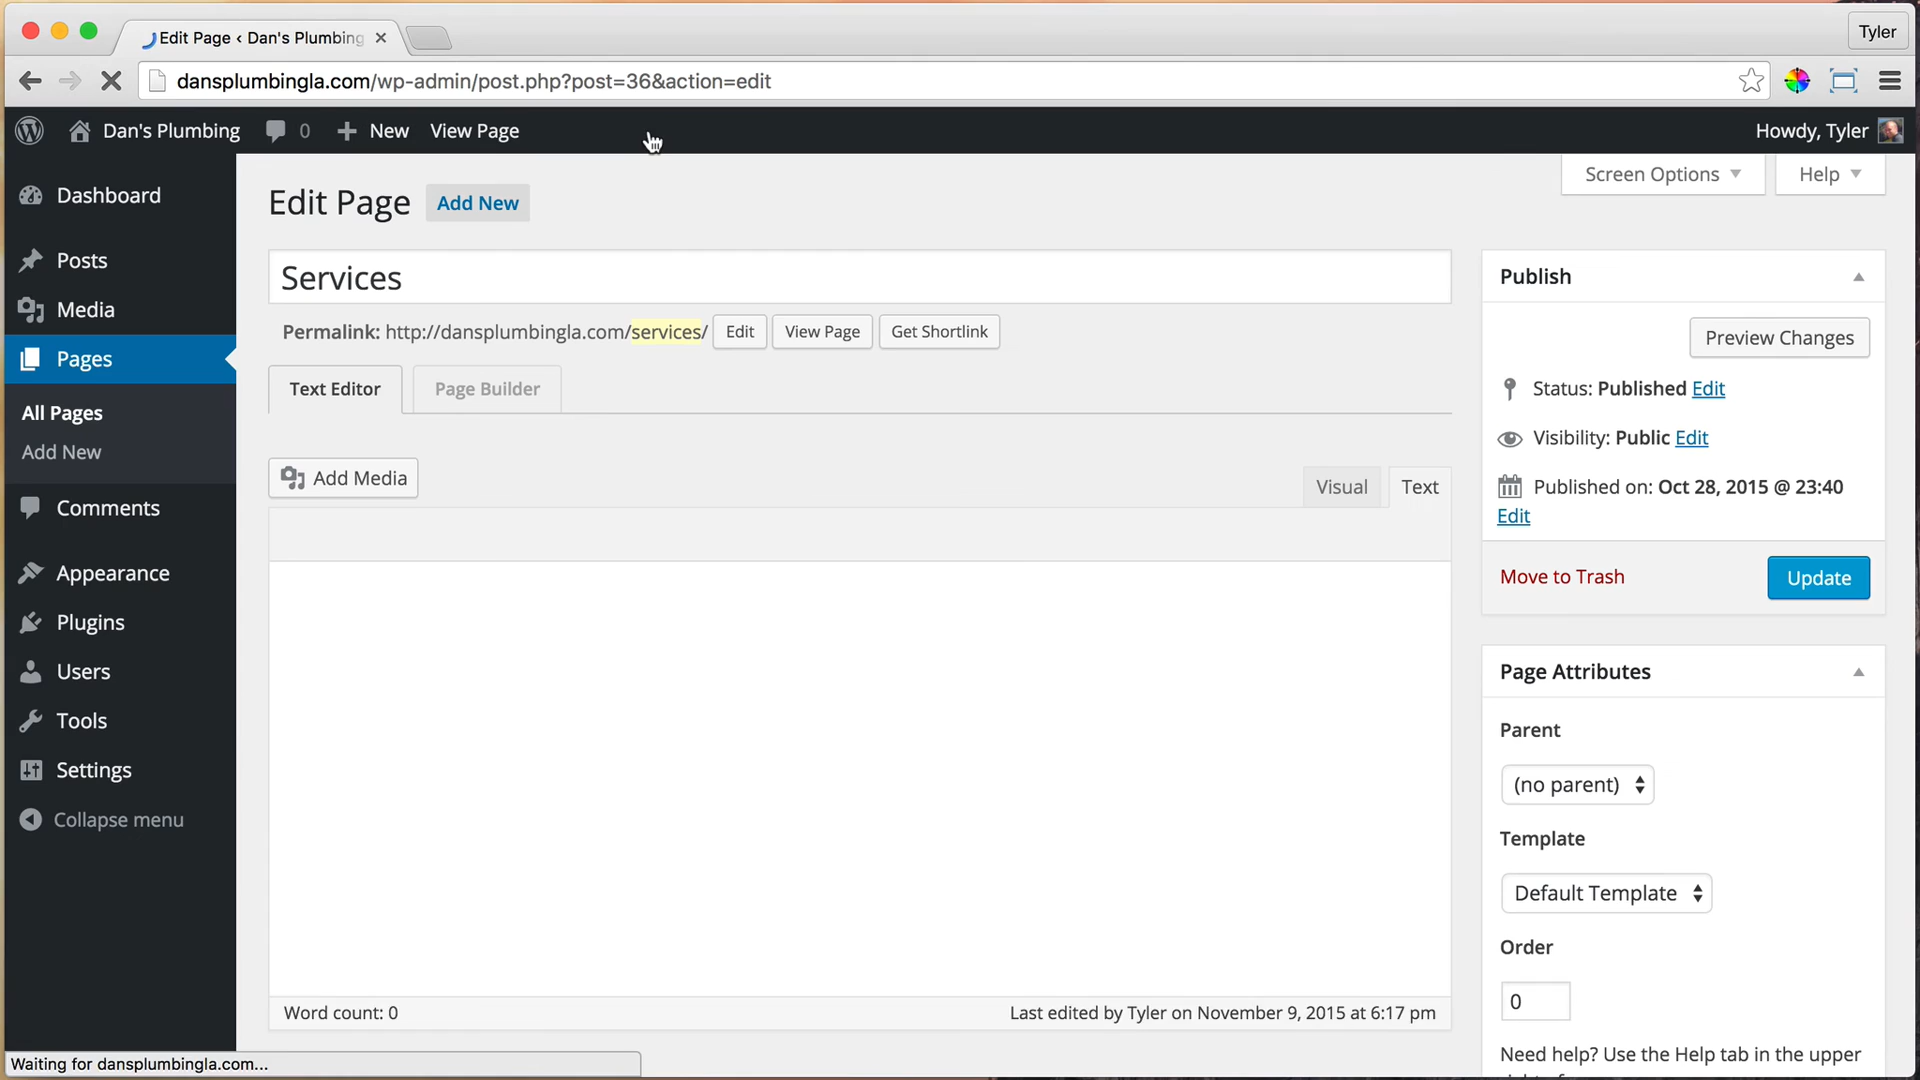 Edit Page ‹ Dan's Plumbing
Tyler
dansplumbingla.com/wp-admin/post.php?post=36&action=edit
Dan's Plumbing 0 New View Page
Howdy, Tyler
Screen Options
Help
Dashboard
Posts
Media
Pages
All Pages
Add New
Comments
Appearance
Plugins
Users
Tools
Settings
Collapse menu
Edit Page Add New
Services
Permalink: http://dansplumbingla.com/services/ Edit View Page Get Shortlink
Text Editor Page Builder
Add Media
Visual Text
Word count: 0
Last edited by Tyler on November 9, 2015 at 6:17 pm
Publish
Preview Changes
Status: Published Edit
Visibility: Public Edit
Published on: Oct 28, 2015 @ 23:40
Edit
Move to Trash
Update
Page Attributes
Parent
(no parent)
Template
Default Template
Order
0
Need help? Use the Help tab in the upper
Waiting for dansplumbingla.com...